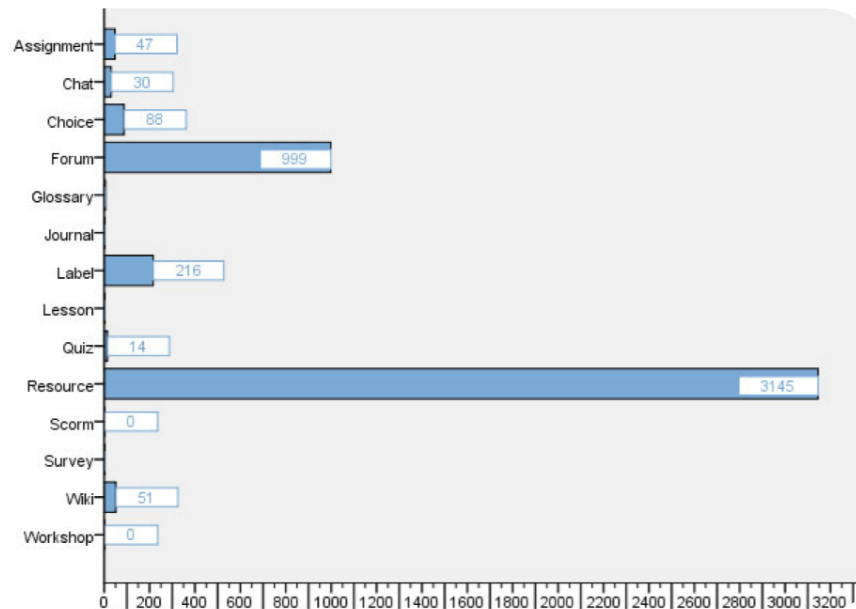 Assignment 47
Chat 30
Choice 88
Forum 999
Glossary
Journal
Label 216
Lesson
Quiz 14
Resource 3145
Scorm 0
Survey
Wiki 51
Workshop 0
0 200 400 600 800 1000 1200 1400 1600 1800 2000 2200 2400 2600 2800 3000 3200